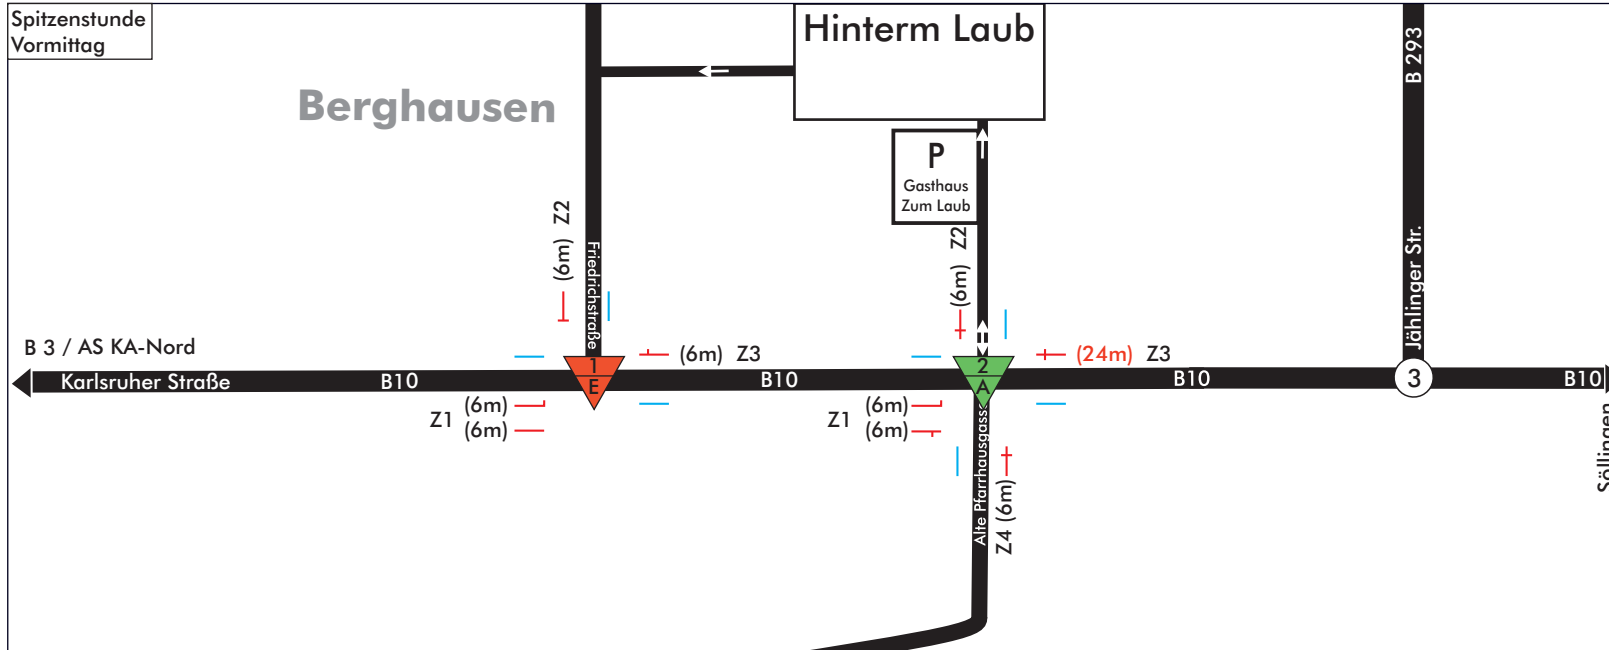 Spitzenstunde
Vormittag
Hinterm Laub
B 293
Berghausen
P
Gasthaus
Zum Laub
(6m) Z2
(6m) Z2
Friedrichstraße
Jöhlinger Str.
B 3 / AS KA-Nord
(6m) Z3
(24m) Z3
1
E
2
A
3
Karlsruher Straße
B10
B10
B10
B10
Z1
(6m)
(6m)
Z1
(6m)
(6m)
Alte Pfarrhausgass
Z4 (6m)
Söllingen